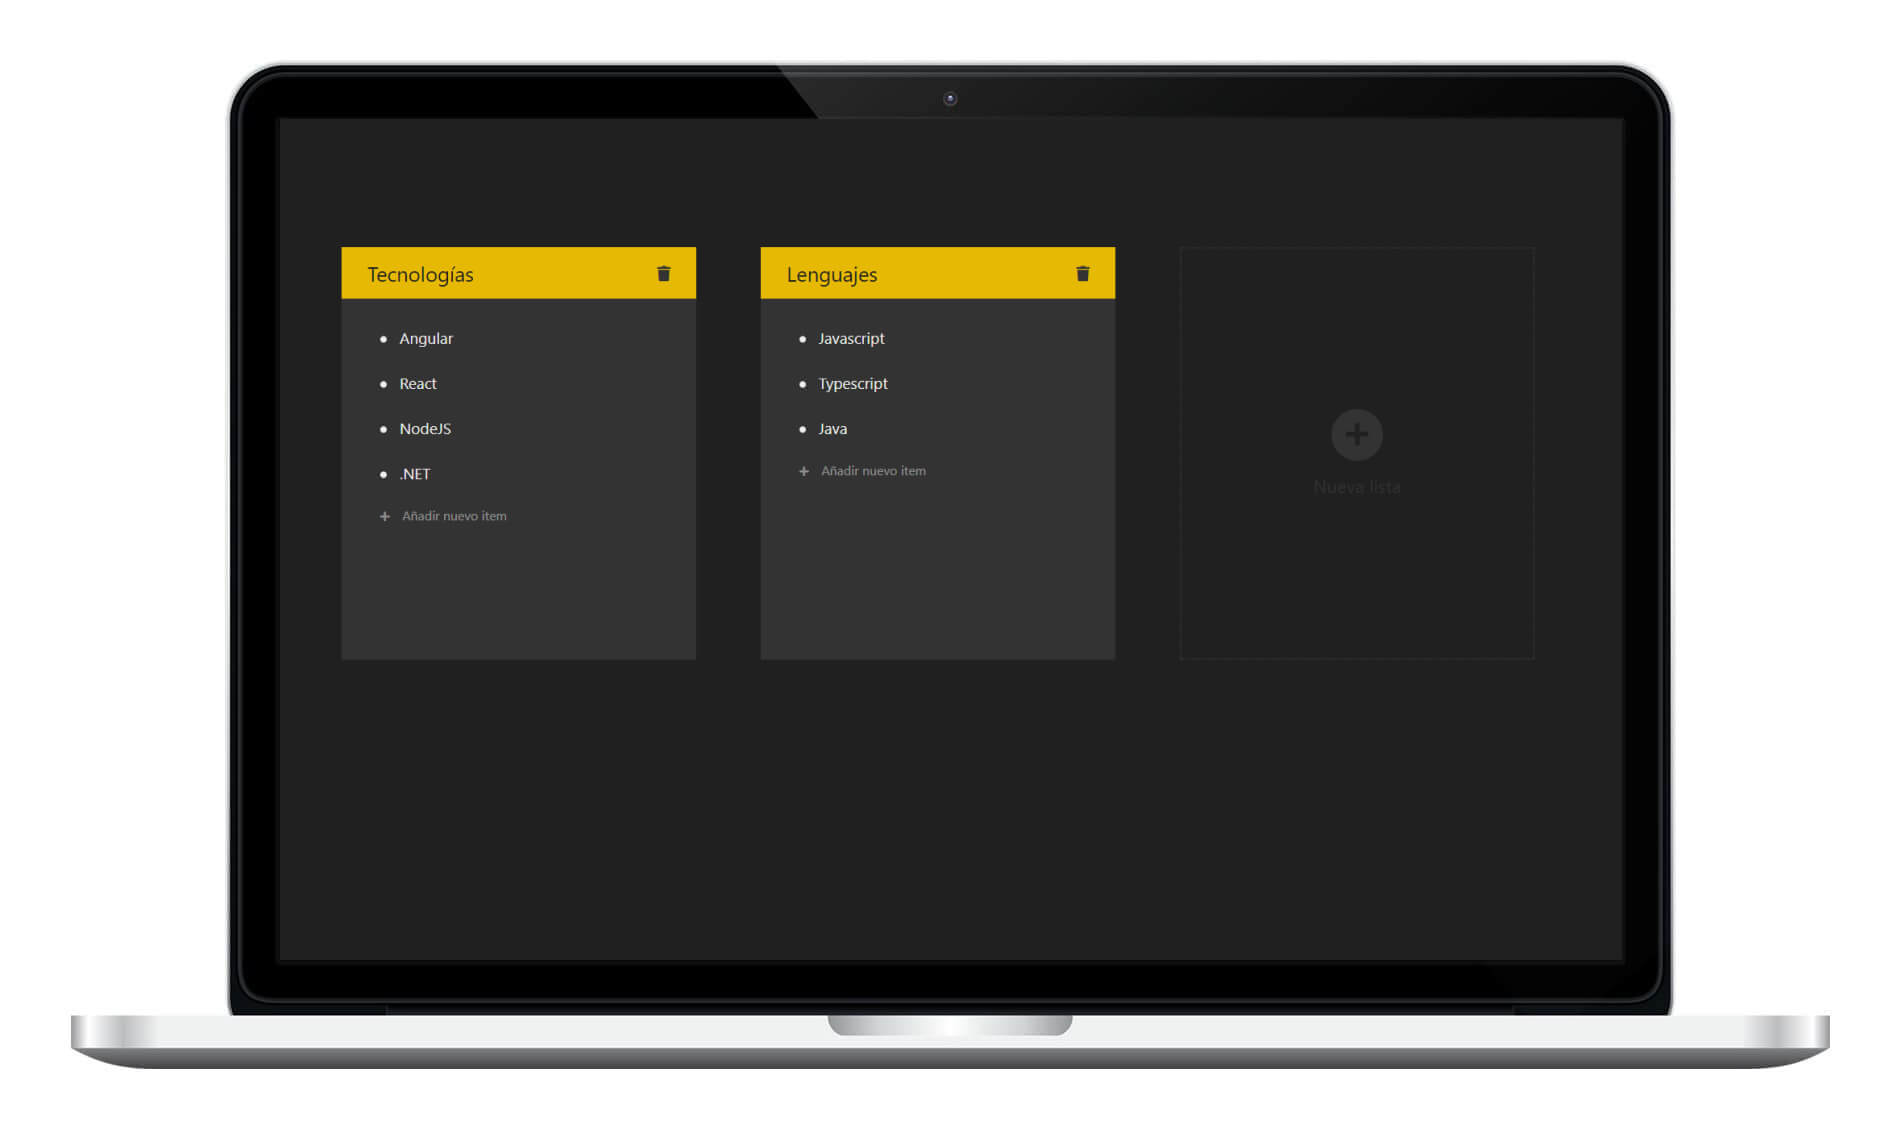 Tecnologías
Angular
React
NodeJS
.NET
Añadir nuevo item
Lenguajes
Javascript
Typescript
Java
Añadir nuevo item
Nueva lista